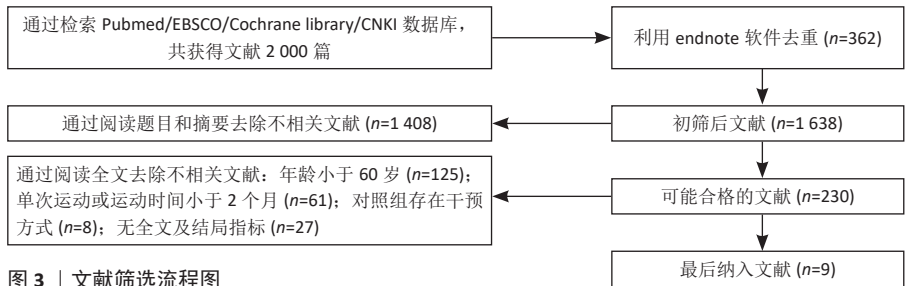 通过检索 Pubmed/EBSCO/Cochrane library/CNKI 数据库，
共获得文献 2 000 篇
利用 endnote 软件去重 (n=362)
通过阅读题目和摘要去除不相关文献 (n=1 408)
初筛后文献 (n=1 638)
通过阅读全文去除不相关文献：年龄小于 60 岁 (n=125)；
单次运动或运动时间小于 2 个月 (n=61)；对照组存在干预
方式 (n=8)；无全文及结局指标 (n=27)
可能合格的文献 (n=230)
最后纳入文献 (n=9)
图 3 ｜文献筛选流程图